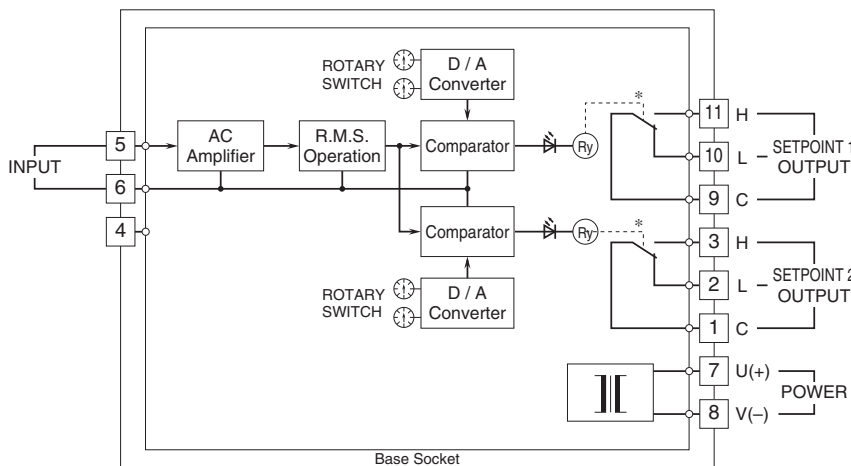 ROTARY
SWITCH
D / A
Converter
*
11 H
INPUT
5
AC
Amplifier
R.M.S.
Operation
Comparator
Ry
10 L
SETPOINT 1
OUTPUT
6
9 C
4
Comparator
Ry
*
3 H
2 L
SETPOINT 2
OUTPUT
ROTARY
SWITCH
D / A
Converter
1 C
7 U(+)
POWER
8 V(–)
Base Socket